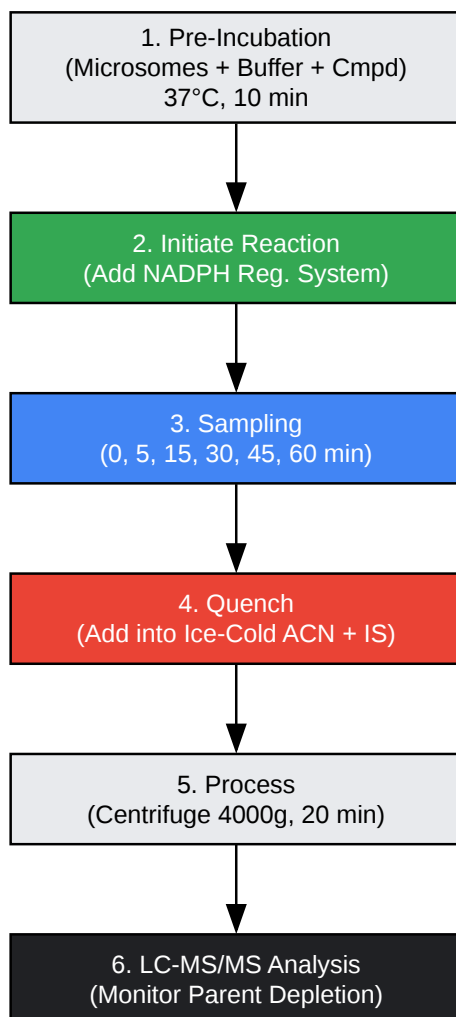 1. Pre-Incubation
(Microsomes + Buffer + Cmpd)
37°C, 10 min
2. Initiate Reaction
(Add NADPH Reg. System)
3. Sampling
(0, 5, 15, 30, 45, 60 min)
4. Quench
(Add into Ice-Cold ACN + IS)
5. Process
(Centrifuge 4000g, 20 min)
6. LC-MS/MS Analysis
(Monitor Parent Depletion)